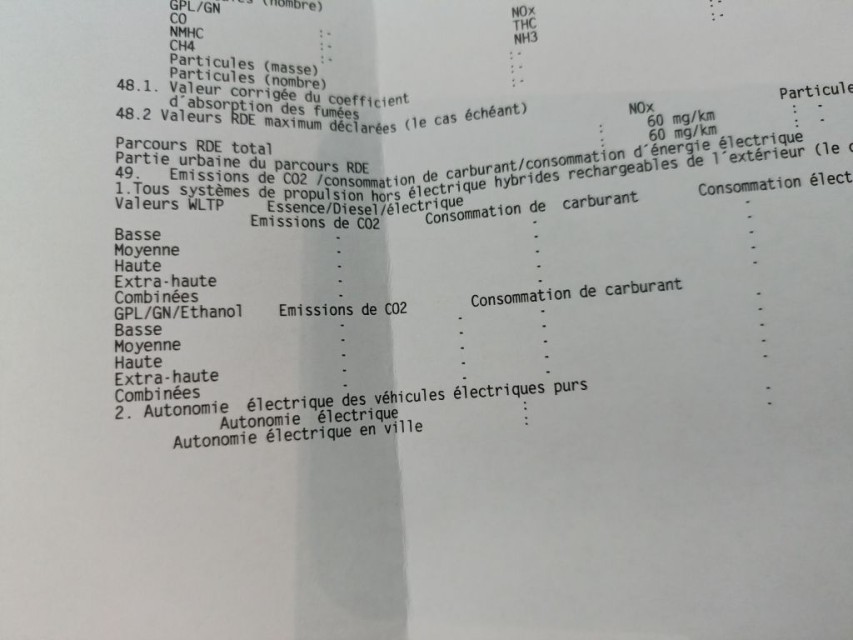 (nombre)
GPL/GN NOx : -
CO THC
NMHC : - NH3
CH4 : -
Particules (masse) :
Particules (nombre) :
48.1. Valeur corrigée du coefficient : -
d´absorption des fumées
48.2 Valeurs RDE maximum déclarées (le cas échéant)
NOx Particule
Parcours RDE total : 60 mg/km : -
Partie urbaine du parcours RDE : 60 mg/km : -
49. Emissions de CO2 /consommation de carburant/consommation d´énergie électrique
1.Tous systèmes de propulsion hors électrique hybrides rechargeables de l´extérieur (le c
Valeurs WLTP Essence/Diesel/électrique
Emissions de CO2 Consommation de carburant Consommation élect
Basse - - -
Moyenne - - -
Haute - - -
Extra-haute - - -
Combinées - - -
GPL/GN/Ethanol Emissions de CO2 Consommation de carburant
Basse - - - -
Moyenne - - - -
Haute - - - -
Extra-haute - - - -
Combinées - - - -
2. Autonomie électrique des véhicules électriques purs
Autonomie électrique : -
Autonomie électrique en ville : -